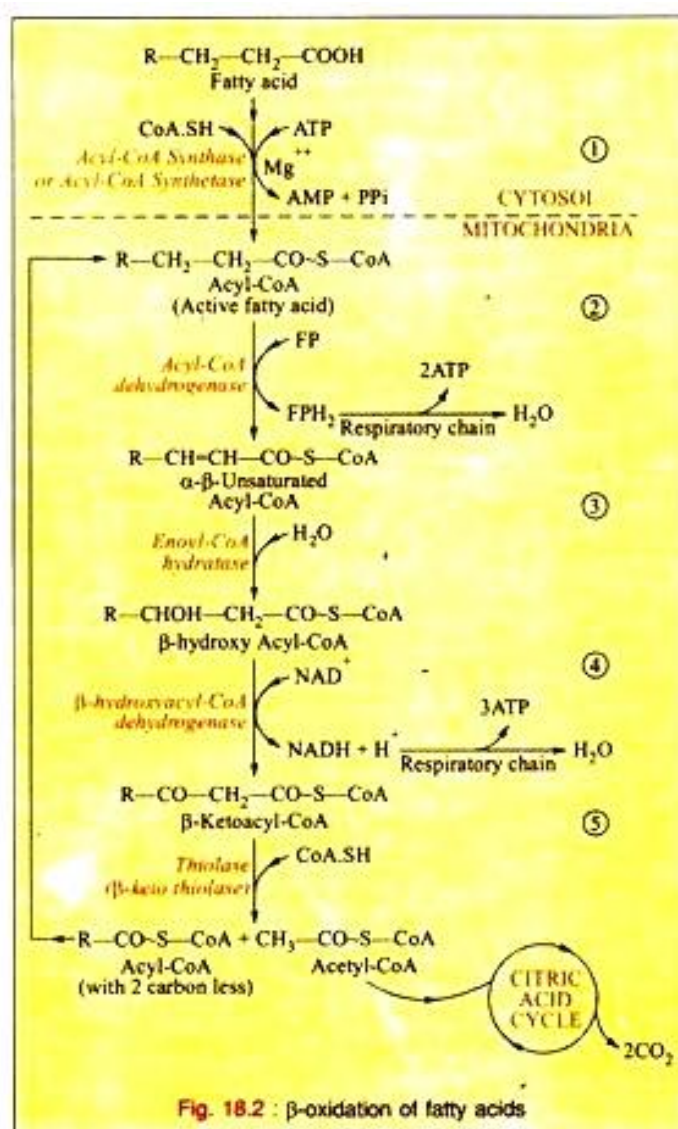 R—CH₂—CH₂—COOH
Fatty acid
CoA.SH ATP
Acyl-CoA Synthase
or Acyl-CoA Synthetase
Mg⁺⁺
①
AMP + PPi
CYTOSOl
MITOCHONDRIA
R—CH₂—CH₂—CO~S—CoA
Acyl-CoA
(Active fatty acid)
②
FP
Acyl-CoA
dehydrogenase
2ATP
FPH₂ Respiratory chain H₂O
R—CH=CH—CO~S—CoA
α-β-Unsaturated
Acyl-CoA
③
Enoyl-CoA
hydratase
H₂O
R—CHOH—CH₂—CO~S—CoA
β-hydroxy Acyl-CoA
④
NAD⁺
β-hydroxyacyl-CoA
dehydrogenase
3ATP
NADH + H⁺ Respiratory chain H₂O
R—CO—CH₂—CO~S—CoA
β-Ketoacyl-CoA
⑤
Thiolase
(β-keto thiolase)
CoA.SH
R—CO~S—CoA + CH₃—CO~S—CoA
Acyl-CoA Acetyl-CoA
(with 2 carbon less)
CITRIC
ACID
CYCLE
2CO₂
Fig. 18.2 : β-oxidation of fatty acids